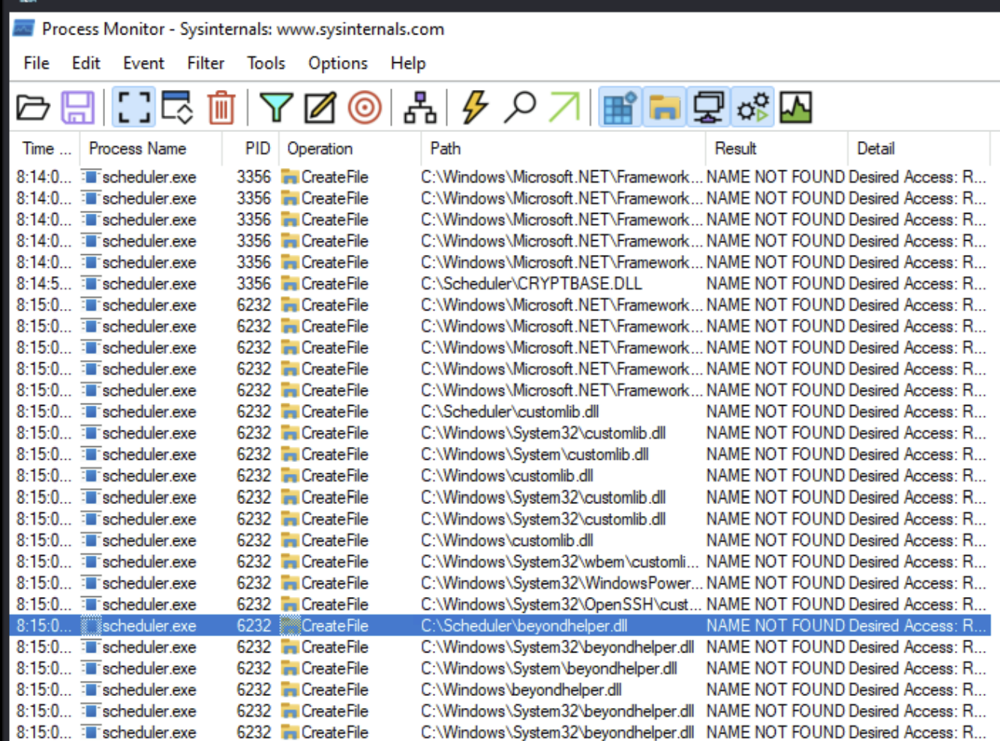 Process Monitor - Sysinternals: www.sysinternals.com
File Edit Event Filter Tools Options Help
Time ... Process Name PID Operation Path Result Detail
8:14:0... scheduler.exe 3356 CreateFile C:\Windows\Microsoft.NET\Framework... NAME NOT FOUND Desired Access: R...
8:14:0... scheduler.exe 3356 CreateFile C:\Windows\Microsoft.NET\Framework... NAME NOT FOUND Desired Access: R...
8:14:0... scheduler.exe 3356 CreateFile C:\Windows\Microsoft.NET\Framework... NAME NOT FOUND Desired Access: R...
8:14:0... scheduler.exe 3356 CreateFile C:\Windows\Microsoft.NET\Framework... NAME NOT FOUND Desired Access: R...
8:14:0... scheduler.exe 3356 CreateFile C:\Windows\Microsoft.NET\Framework... NAME NOT FOUND Desired Access: R...
8:14:5... scheduler.exe 3356 CreateFile C:\Scheduler\CRYPTBASE.DLL NAME NOT FOUND Desired Access: R...
8:15:0... scheduler.exe 6232 CreateFile C:\Windows\Microsoft.NET\Framework... NAME NOT FOUND Desired Access: R...
8:15:0... scheduler.exe 6232 CreateFile C:\Windows\Microsoft.NET\Framework... NAME NOT FOUND Desired Access: R...
8:15:0... scheduler.exe 6232 CreateFile C:\Windows\Microsoft.NET\Framework... NAME NOT FOUND Desired Access: R...
8:15:0... scheduler.exe 6232 CreateFile C:\Windows\Microsoft.NET\Framework... NAME NOT FOUND Desired Access: R...
8:15:0... scheduler.exe 6232 CreateFile C:\Windows\Microsoft.NET\Framework... NAME NOT FOUND Desired Access: R...
8:15:0... scheduler.exe 6232 CreateFile C:\Scheduler\customlib.dll NAME NOT FOUND Desired Access: R...
8:15:0... scheduler.exe 6232 CreateFile C:\Windows\System32\customlib.dll NAME NOT FOUND Desired Access: R...
8:15:0... scheduler.exe 6232 CreateFile C:\Windows\System\customlib.dll NAME NOT FOUND Desired Access: R...
8:15:0... scheduler.exe 6232 CreateFile C:\Windows\customlib.dll NAME NOT FOUND Desired Access: R...
8:15:0... scheduler.exe 6232 CreateFile C:\Windows\System32\customlib.dll NAME NOT FOUND Desired Access: R...
8:15:0... scheduler.exe 6232 CreateFile C:\Windows\System32\customlib.dll NAME NOT FOUND Desired Access: R...
8:15:0... scheduler.exe 6232 CreateFile C:\Windows\customlib.dll NAME NOT FOUND Desired Access: R...
8:15:0... scheduler.exe 6232 CreateFile C:\Windows\System32\wbem\customli... NAME NOT FOUND Desired Access: R...
8:15:0... scheduler.exe 6232 CreateFile C:\Windows\System32\WindowsPower... NAME NOT FOUND Desired Access: R...
8:15:0... scheduler.exe 6232 CreateFile C:\Windows\System32\OpenSSH\cust... NAME NOT FOUND Desired Access: R...
8:15:0... scheduler.exe 6232 CreateFile C:\Scheduler\beyondhelper.dll NAME NOT FOUND Desired Access: R...
8:15:0... scheduler.exe 6232 CreateFile C:\Windows\System32\beyondhelper.dll NAME NOT FOUND Desired Access: R...
8:15:0... scheduler.exe 6232 CreateFile C:\Windows\System\beyondhelper.dll NAME NOT FOUND Desired Access: R...
8:15:0... scheduler.exe 6232 CreateFile C:\Windows\beyondhelper.dll NAME NOT FOUND Desired Access: R...
8:15:0... scheduler.exe 6232 CreateFile C:\Windows\System32\beyondhelper.dll NAME NOT FOUND Desired Access: R...
8:15:0... scheduler.exe 6232 CreateFile C:\Windows\System32\beyondhelper.dll NAME NOT FOUND Desired Access: R...